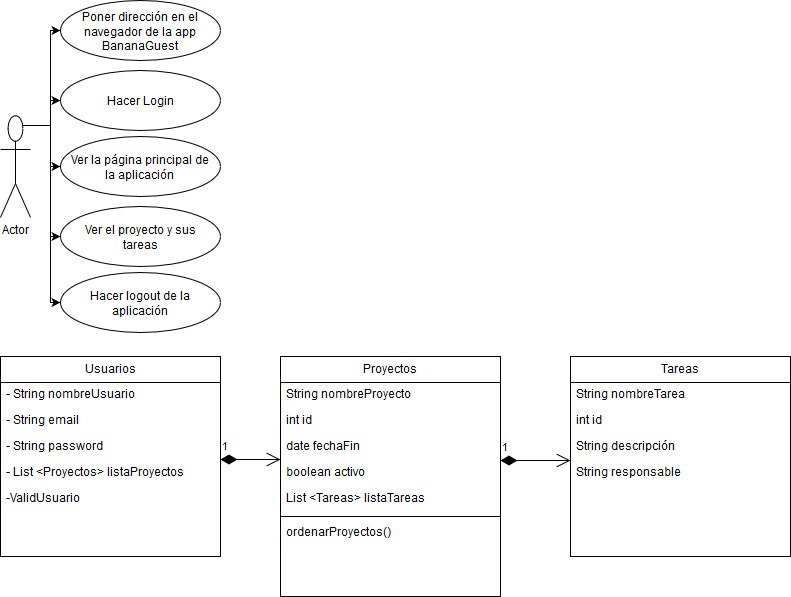 Poner dirección en el
navegador de la app
BananaGuest
Hacer Login
Ver la página principal de
la aplicación
Actor
Ver el proyecto y sus
tareas
Hacer logout de la
aplicación
Usuarios
- String nombreUsuario
- String email
- String password
- List <Proyectos> listaProyectos
-ValidUsuario
1
Proyectos
String nombreProyecto
int id
date fechaFin
boolean activo
List <Tareas> listaTareas
ordenarProyectos()
1
Tareas
String nombreTarea
int id
String descripción
String responsable